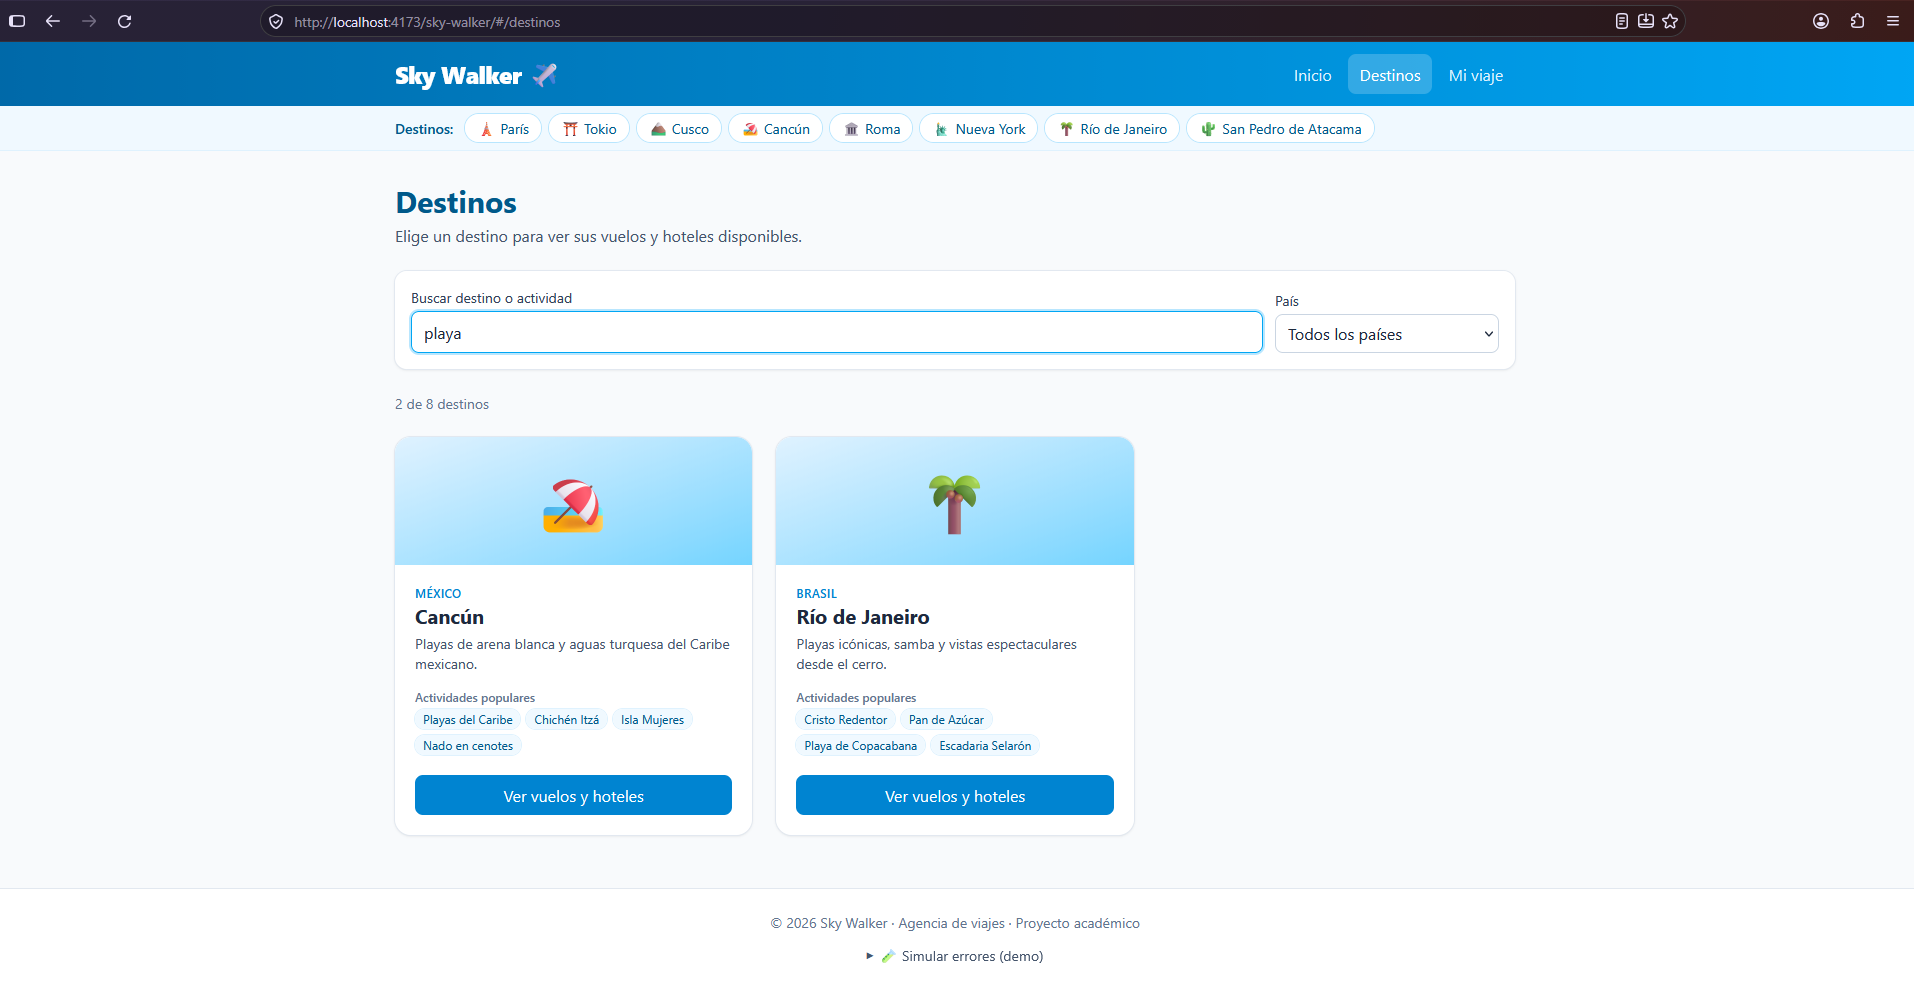 http://localhost:4173/sky-walker/#/destinos
Sky Walker
Inicio
Destinos
Mi viaje
Destinos:
París
Tokio
Cusco
Cancún
Roma
Nueva York
Río de Janeiro
San Pedro de Atacama
Destinos
Elige un destino para ver sus vuelos y hoteles disponibles.
Buscar destino o actividad
playa
País
Todos los países
2 de 8 destinos
MÉXICO
Cancún
Playas de arena blanca y aguas turquesa del Caribe
mexicano.
Actividades populares
Playas del Caribe
Chichén Itzá
Isla Mujeres
Nado en cenotes
Ver vuelos y hoteles
BRASIL
Río de Janeiro
Playas icónicas, samba y vistas espectaculares
desde el cerro.
Actividades populares
Cristo Redentor
Pan de Azúcar
Playa de Copacabana
Escadaria Selarón
Ver vuelos y hoteles
© 2026 Sky Walker · Agencia de viajes · Proyecto académico
Simular errores (demo)